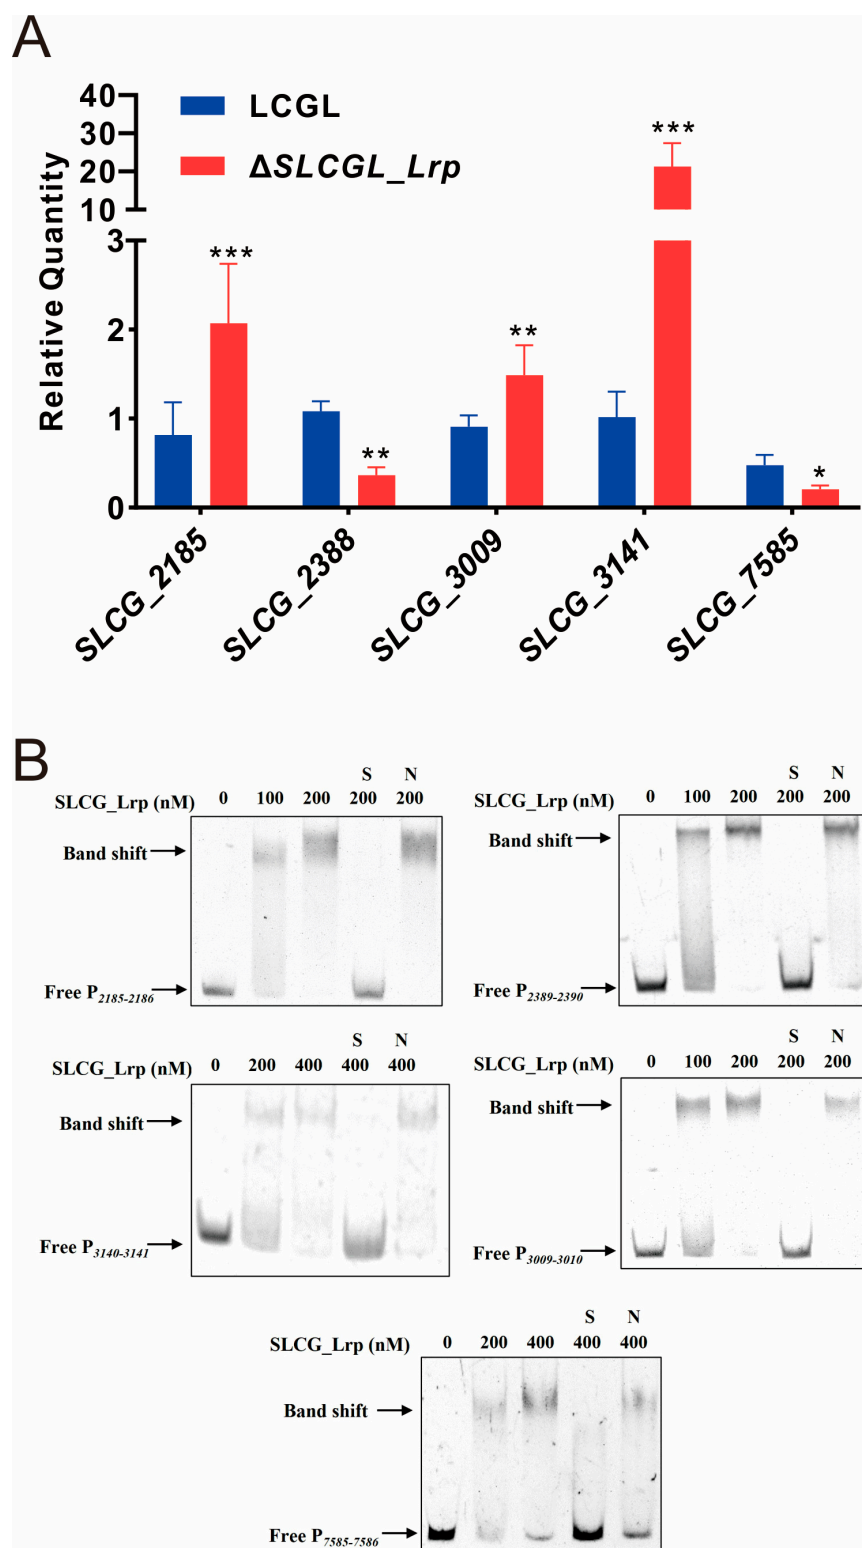 A
40
30
20
10
3
2
1
0
Relative Quantity
LCGL
ΔSLCGL_Lrp
***
**
**
***
*
SLCG_2185
SLCG_2388
SLCG_3009
SLCG_3141
SLCG_7585
B
S N
SLCG_Lrp (nM) 0 100 200 200 200
Band shift
Free P2185-2186
S N
SLCG_Lrp (nM) 0 100 200 200 200
Band shift
Free P2389-2390
S N
SLCG_Lrp (nM) 0 200 400 400 400
Band shift
Free P3140-3141
S N
SLCG_Lrp (nM) 0 100 200 200 200
Band shift
Free P3009-3010
S N
SLCG_Lrp (nM) 0 200 400 400 400
Band shift
Free P7585-7586